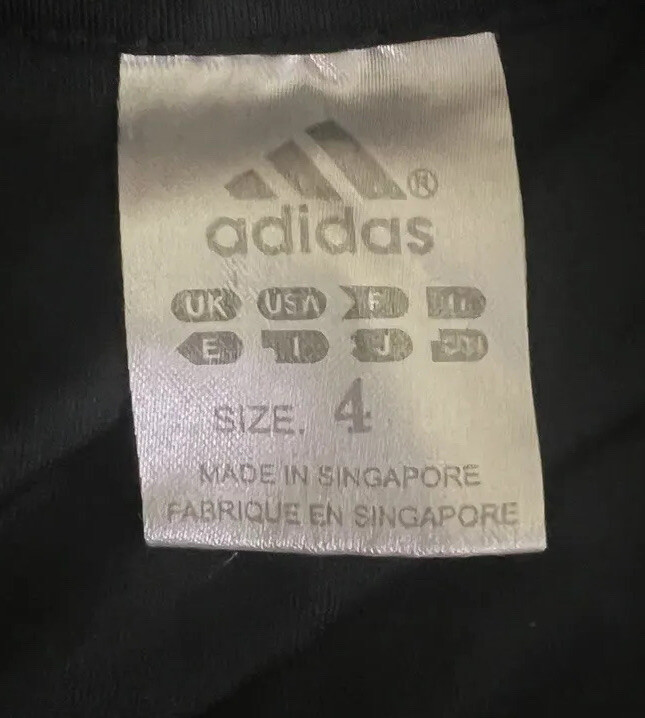 ®
adidas
UK USA F
E I J
SIZE. 4
MADE IN SINGAPORE
FABRIQUE EN SINGAPORE